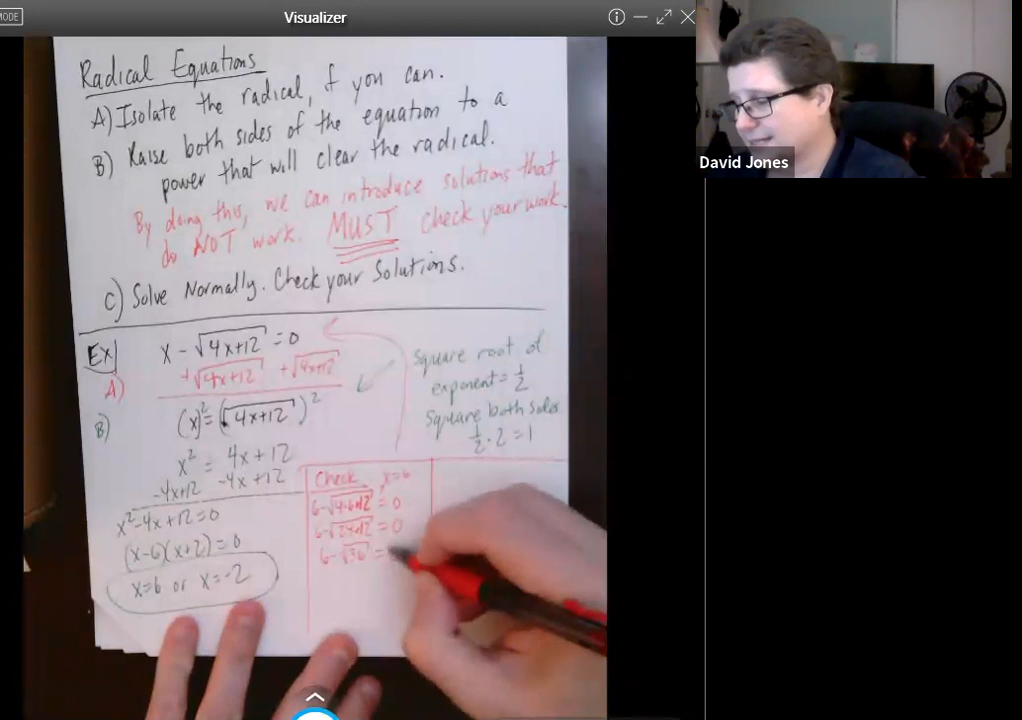 MODE
Visualizer
David Jones
Radical Equations
A) Isolate the radical, if you can.
B) Raise both sides of the equation to a
power that will clear the radical.
By doing this, we can introduce solutions that
do NOT work. MUST check your work.
C) Solve Normally. Check your Solutions.
Ex
x - √4x+12 = 0
A) +√4x+12 +√4x+12
B) (x)² = (√4x+12)²
x² = 4x+12
-4x+12 -4x+12
x²-4x+12=0
(x-6)(x+2)=0
x=6 or x=-2
Square root of
exponent = 1/2
Square both sides
1/2 · 2 = 1
Check x=6
6-√4·6+12 = 0
6-√24+12 = 0
6-√36 =